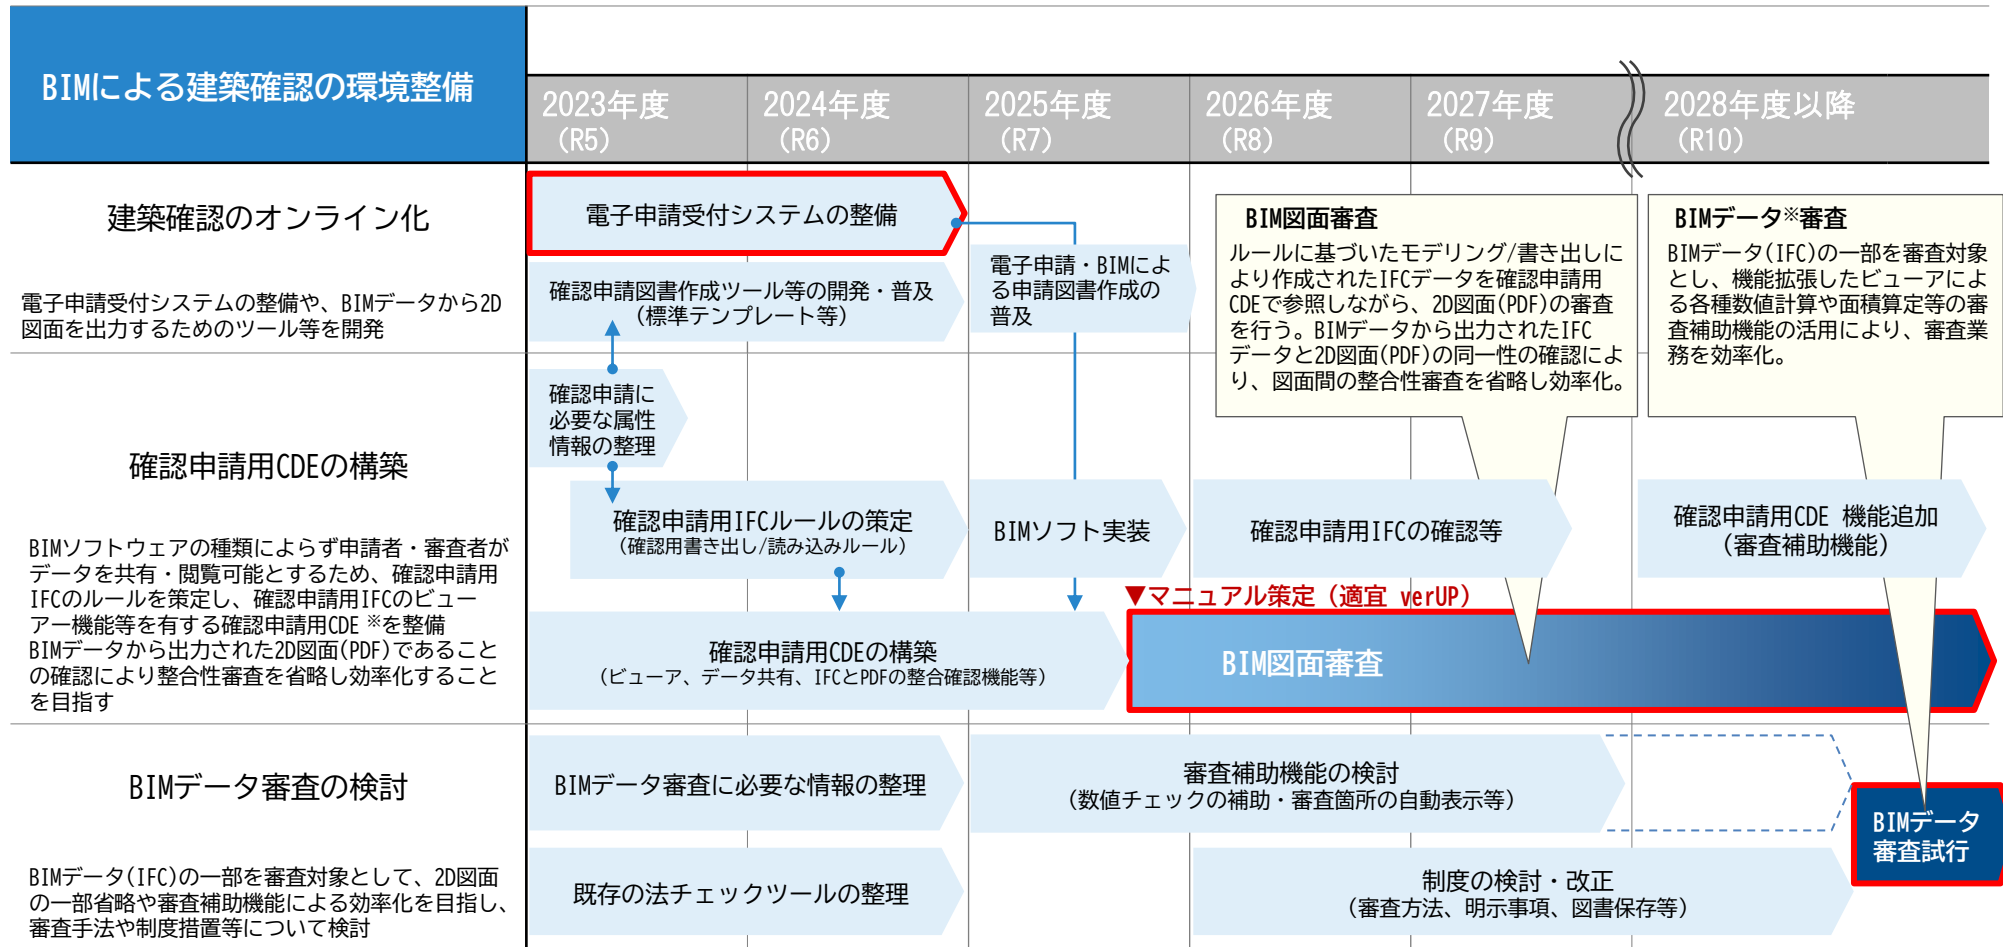 BIMによる建築確認の環境整備
2023年度
(R5)
2024年度
(R6)
2025年度
(R7)
2026年度
(R8)
2027年度
(R9)
2028年度以降
(R10)
建築確認のオンライン化
電子申請受付システムの整備や、BIMデータから2D
図面を出力するためのツール等を開発
電子申請受付システムの整備
確認申請図書作成ツール等の開発・普及
(標準テンプレート等)
電子申請・BIMによ
る申請図書作成の
普及
BIM図面審査
ルールに基づいたモデリング/書き出しに
より作成されたIFCデータを確認申請用
CDEで参照しながら、2D図面(PDF)の審査
を行う。BIMデータから出力されたIFC
データと2D図面(PDF)の同一性の確認によ
り、図面間の整合性審査を省略し効率化。
BIMデータ※審査
BIMデータ(IFC)の一部を審査対象
とし、機能拡張したビューアによ
る各種数値計算や面積算定等の審
査補助機能の活用により、審査業
務を効率化。
確認申請用CDEの構築
BIMソフトウェアの種類によらず申請者・審査者が
データを共有・閲覧可能とするため、確認申請用
IFCのルールを策定し、確認申請用IFCのビュー
アー機能等を有する確認申請用CDE ※を整備
BIMデータから出力された2D図面(PDF)であること
の確認により整合性審査を省略し効率化すること
を目指す
確認申請に
必要な属性
情報の整理
確認申請用IFCルールの策定
(確認用書き出し/読み込みルール)
BIMソフト実装
確認申請用IFCの確認等
確認申請用CDE 機能追加
(審査補助機能)
▼マニュアル策定(適宜 verUP)
確認申請用CDEの構築
(ビューア、データ共有、IFCとPDFの整合確認機能等)
BIM図面審査
BIMデータ審査の検討
BIMデータ(IFC)の一部を審査対象として、2D図面
の一部省略や審査補助機能による効率化を目指し、
審査手法や制度措置等について検討
BIMデータ審査に必要な情報の整理
審査補助機能の検討
(数値チェックの補助・審査箇所の自動表示等)
BIMデータ
審査試行
既存の法チェックツールの整理
制度の検討・改正
(審査方法、明示事項、図書保存等)